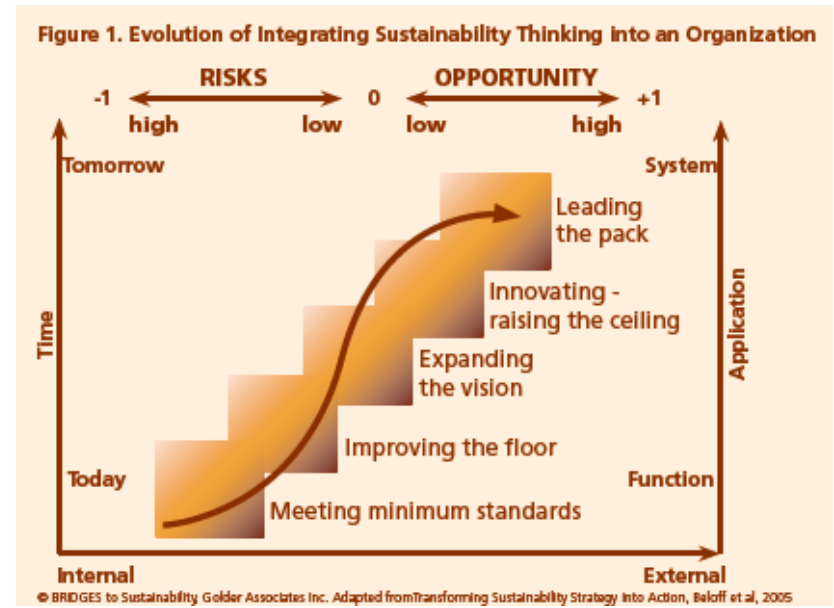 Figure 1. Evolution of Integrating Sustainability Thinking into an Organization
RISKS OPPORTUNITY
-1 0 +1
high low low high
Tomorrow System
Leading
the pack
Innovating -
raising the ceiling
Time
Application
Expanding
the vision
Improving the floor
Today Function
Meeting minimum standards
Internal External
© BRIDGES to Sustainability, Golder Associates Inc. Adapted fromTransforming Sustainability Strategy Into Action, Beloff et al, 2005